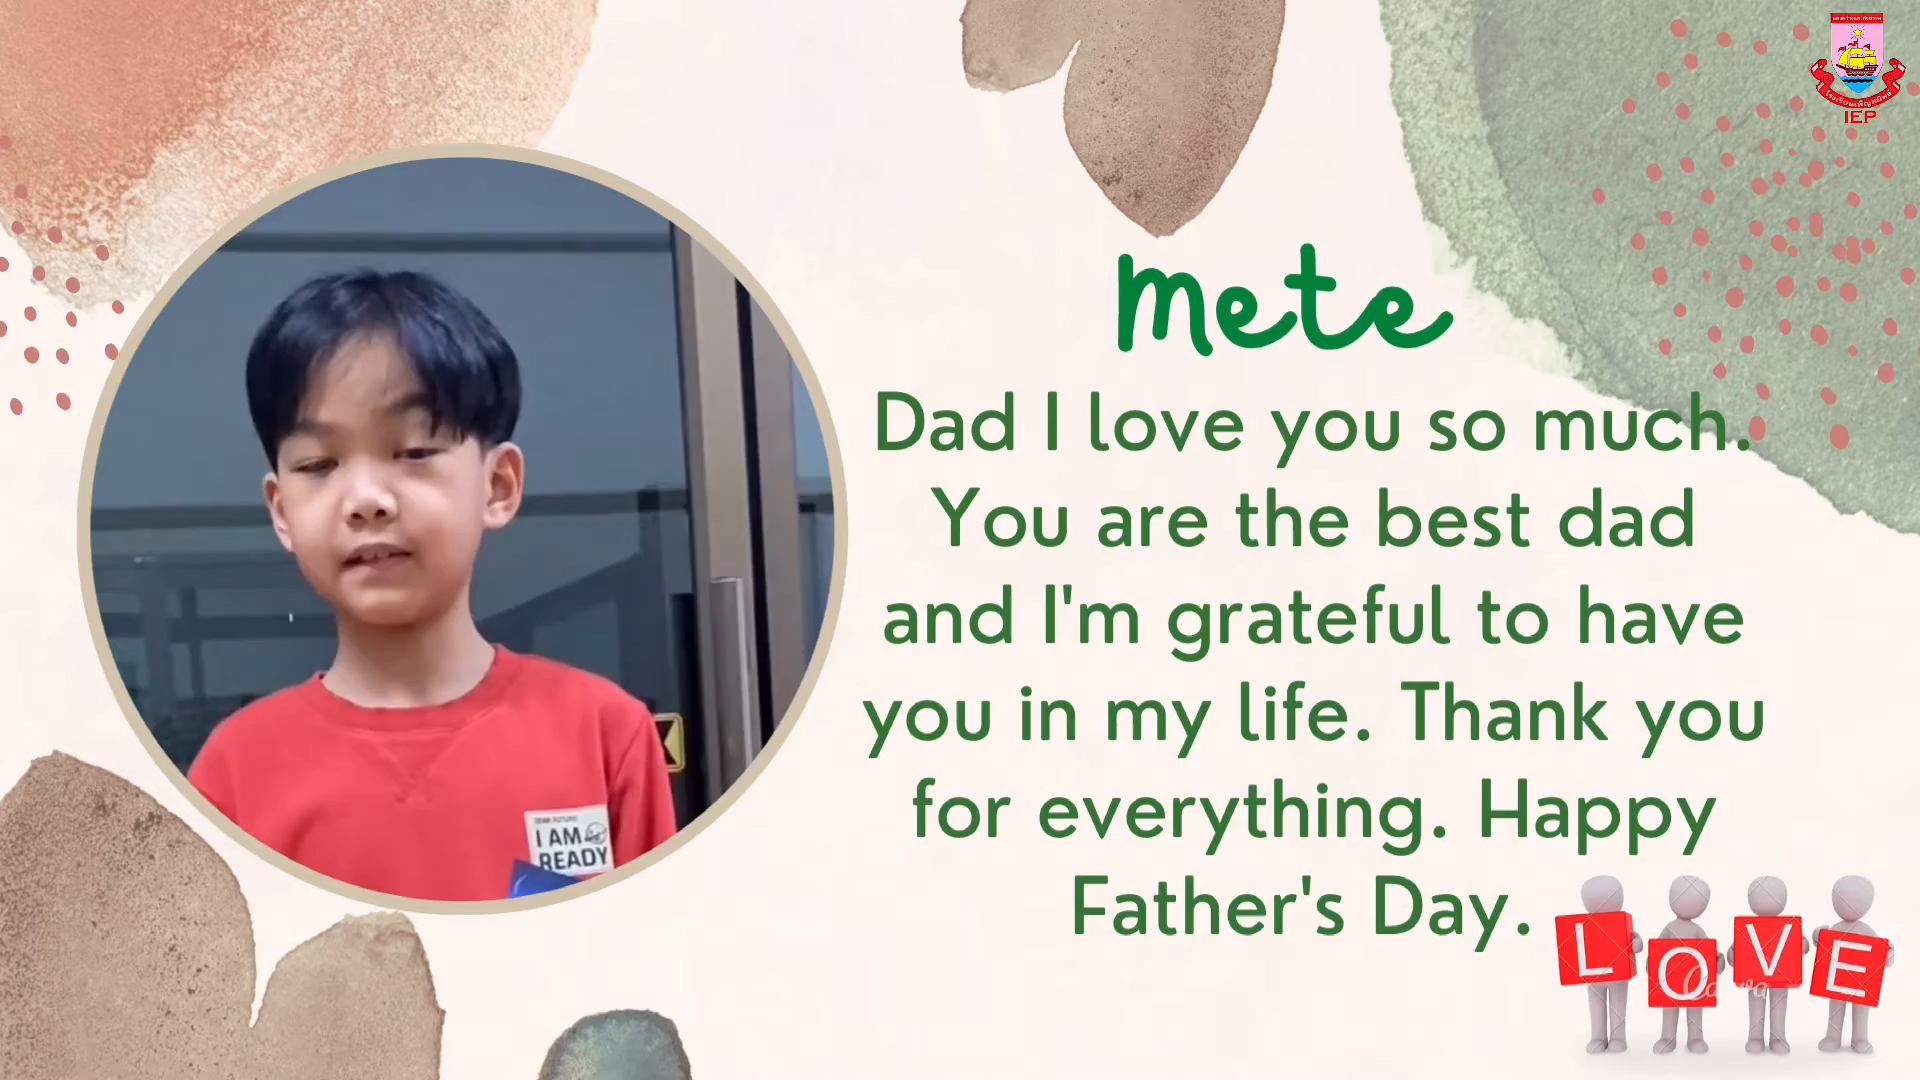 IEP
mete
Dad I love you so much.
You are the best dad
and I'm grateful to have
you in my life. Thank you
for everything. Happy
Father's Day.
I AM
READY
L O V E
Canva